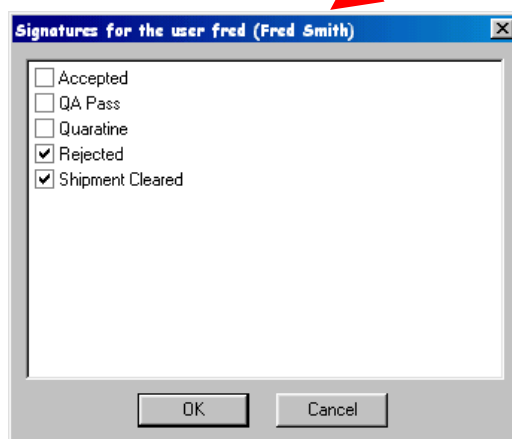 Signatures for the user fred (Fred Smith)
Accepted
QA Pass
Quaratine
Rejected
Shipment Cleared
OK Cancel